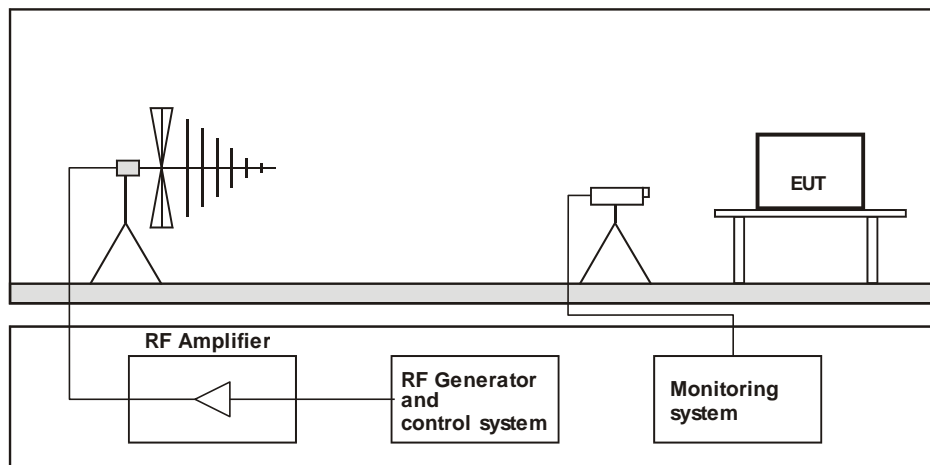 EUT
RF Amplifier
RF Generator
and
control system
Monitoring
system